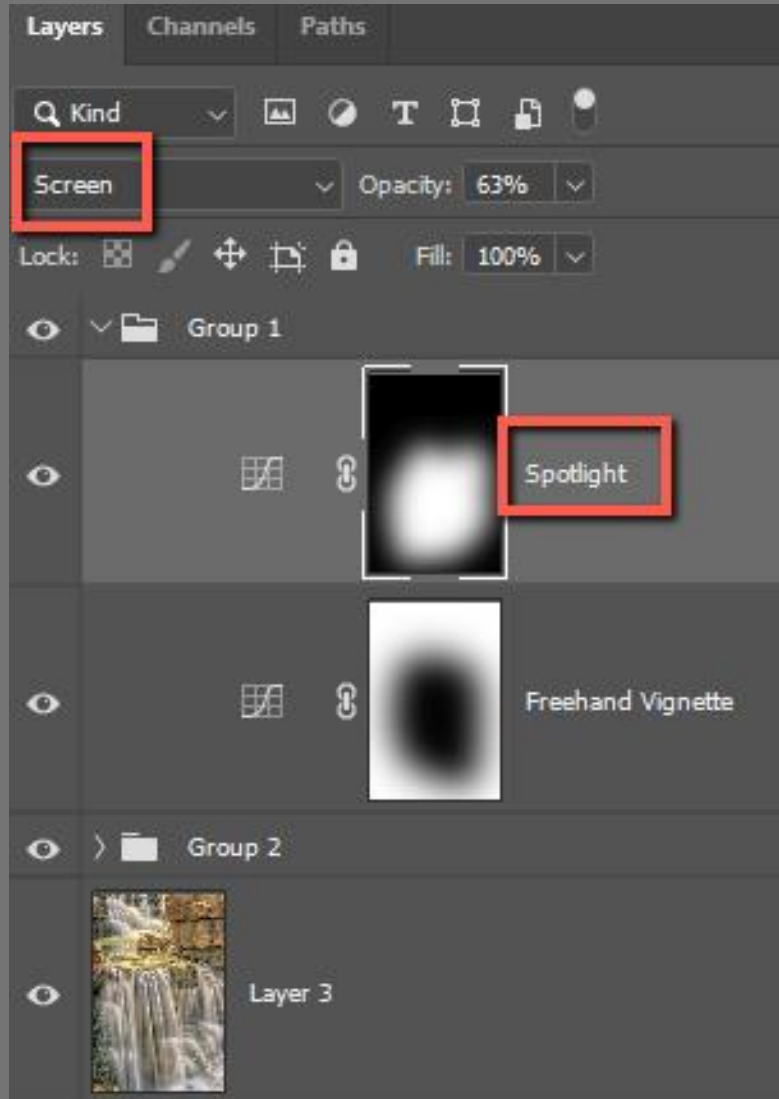 Layers Channels Paths
Kind T
Screen Opacity: 63%
Lock: Fill: 100%
Group 1
Spotlight
Freehand Vignette
Group 2
Layer 3